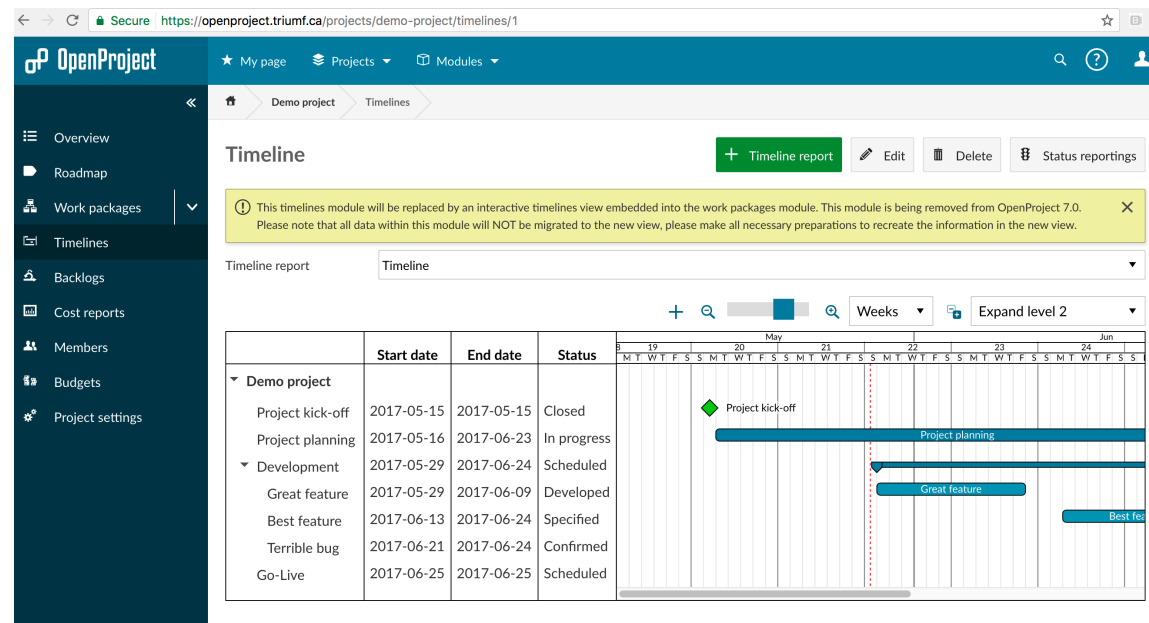 Secure https://openproject.triumf.ca/projects/demo-project/timelines/1
OpenProject My page Projects Modules ?
Demo project Timelines
Overview
Roadmap
Work packages
Timelines
Backlogs
Cost reports
Members
Budgets
Project settings
Timeline + Timeline report Edit Delete Status reportings
This timelines module will be replaced by an interactive timelines view embedded into the work packages module. This module is being removed from OpenProject 7.0.
Please note that all data within this module will NOT be migrated to the new view, please make all necessary preparations to recreate the information in the new view.
Timeline report Timeline
Weeks Expand level 2
May Jun
8 19 20 21 22 23 24
Start date End date Status M T W T F S S M T W T F S S M T W T F S S M T W T F S S M T W T F S S M T W T F S S
Demo project
Project kick-off 2017-05-15 2017-05-15 Closed Project kick-off
Project planning 2017-05-16 2017-06-23 In progress Project planning
Development 2017-05-29 2017-06-24 Scheduled
Great feature 2017-05-29 2017-06-09 Developed Great feature
Best feature 2017-06-13 2017-06-24 Specified Best fea
Terrible bug 2017-06-21 2017-06-24 Confirmed
Go-Live 2017-06-25 2017-06-25 Scheduled